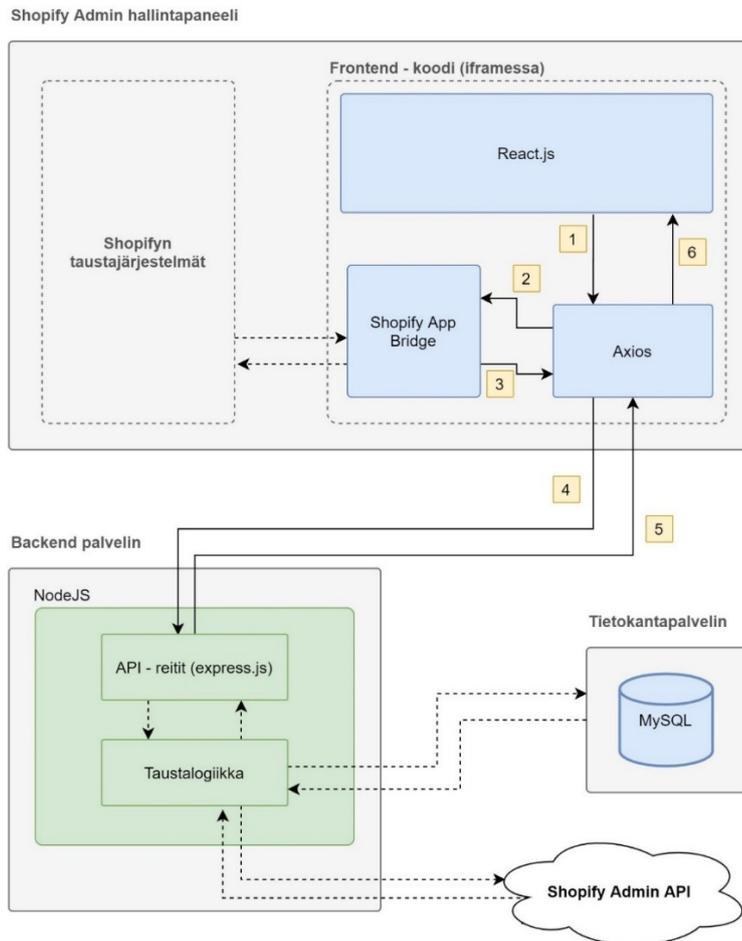 Shopify Admin hallintapaneeli
Frontend - koodi (iframessa)
React.js
Shopifyn
taustajärjestelmät
1
6
2
Shopify App
Bridge
Axios
3
4
5
Backend palvelin
NodeJS
API - reitit (express.js)
Tietokantapalvelin
MySQL
Taustalogiikka
Shopify Admin API